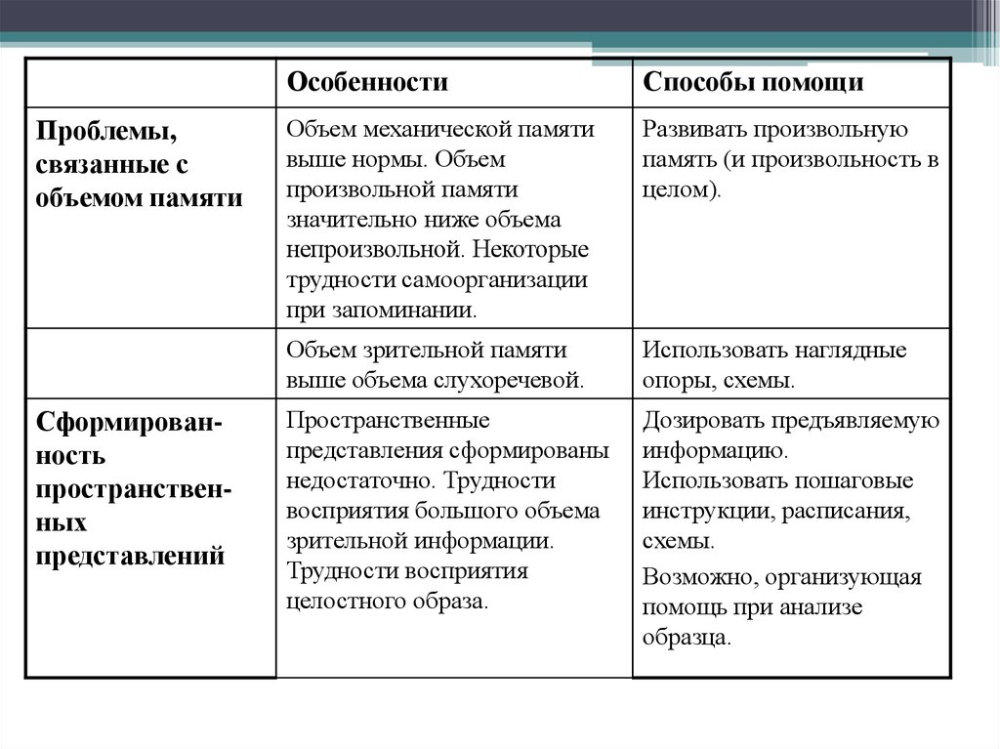 Особенности
Способы помощи
Проблемы,
связанные с
объемом памяти
Объем механической памяти
выше нормы. Объем
произвольной памяти
значительно ниже объема
непроизвольной. Некоторые
трудности самоорганизации
при запоминании.
Развивать произвольную
память (и произвольность в
целом).
Объем зрительной памяти
выше объема слухоречевой.
Использовать наглядные
опоры, схемы.
Сформирован-
ность
пространствен-
ных
представлений
Пространственные
представления сформированы
недостаточно. Трудности
восприятия большого объема
зрительной информации.
Трудности восприятия
целостного образа.
Дозировать предъявляемую
информацию.
Использовать пошаговые
инструкции, расписания,
схемы.
Возможно, организующая
помощь при анализе
образца.